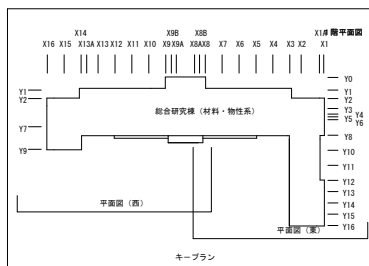 X14 X9B X8B X1A 1 階平面図
X16 X15 X13A X13 X12 X11 X10 X9 X9A X8A X8 X7 X6 X5 X4 X3 X2 X1
Y0
Y1 Y1
Y2 Y2
総合研究棟（材料・物性系）
Y3
Y4
Y5
Y6
Y7
Y8
Y9
Y10
Y11
Y12
Y13
Y14
平面図（西）
Y15
Y16
平面図（東）
キープラン